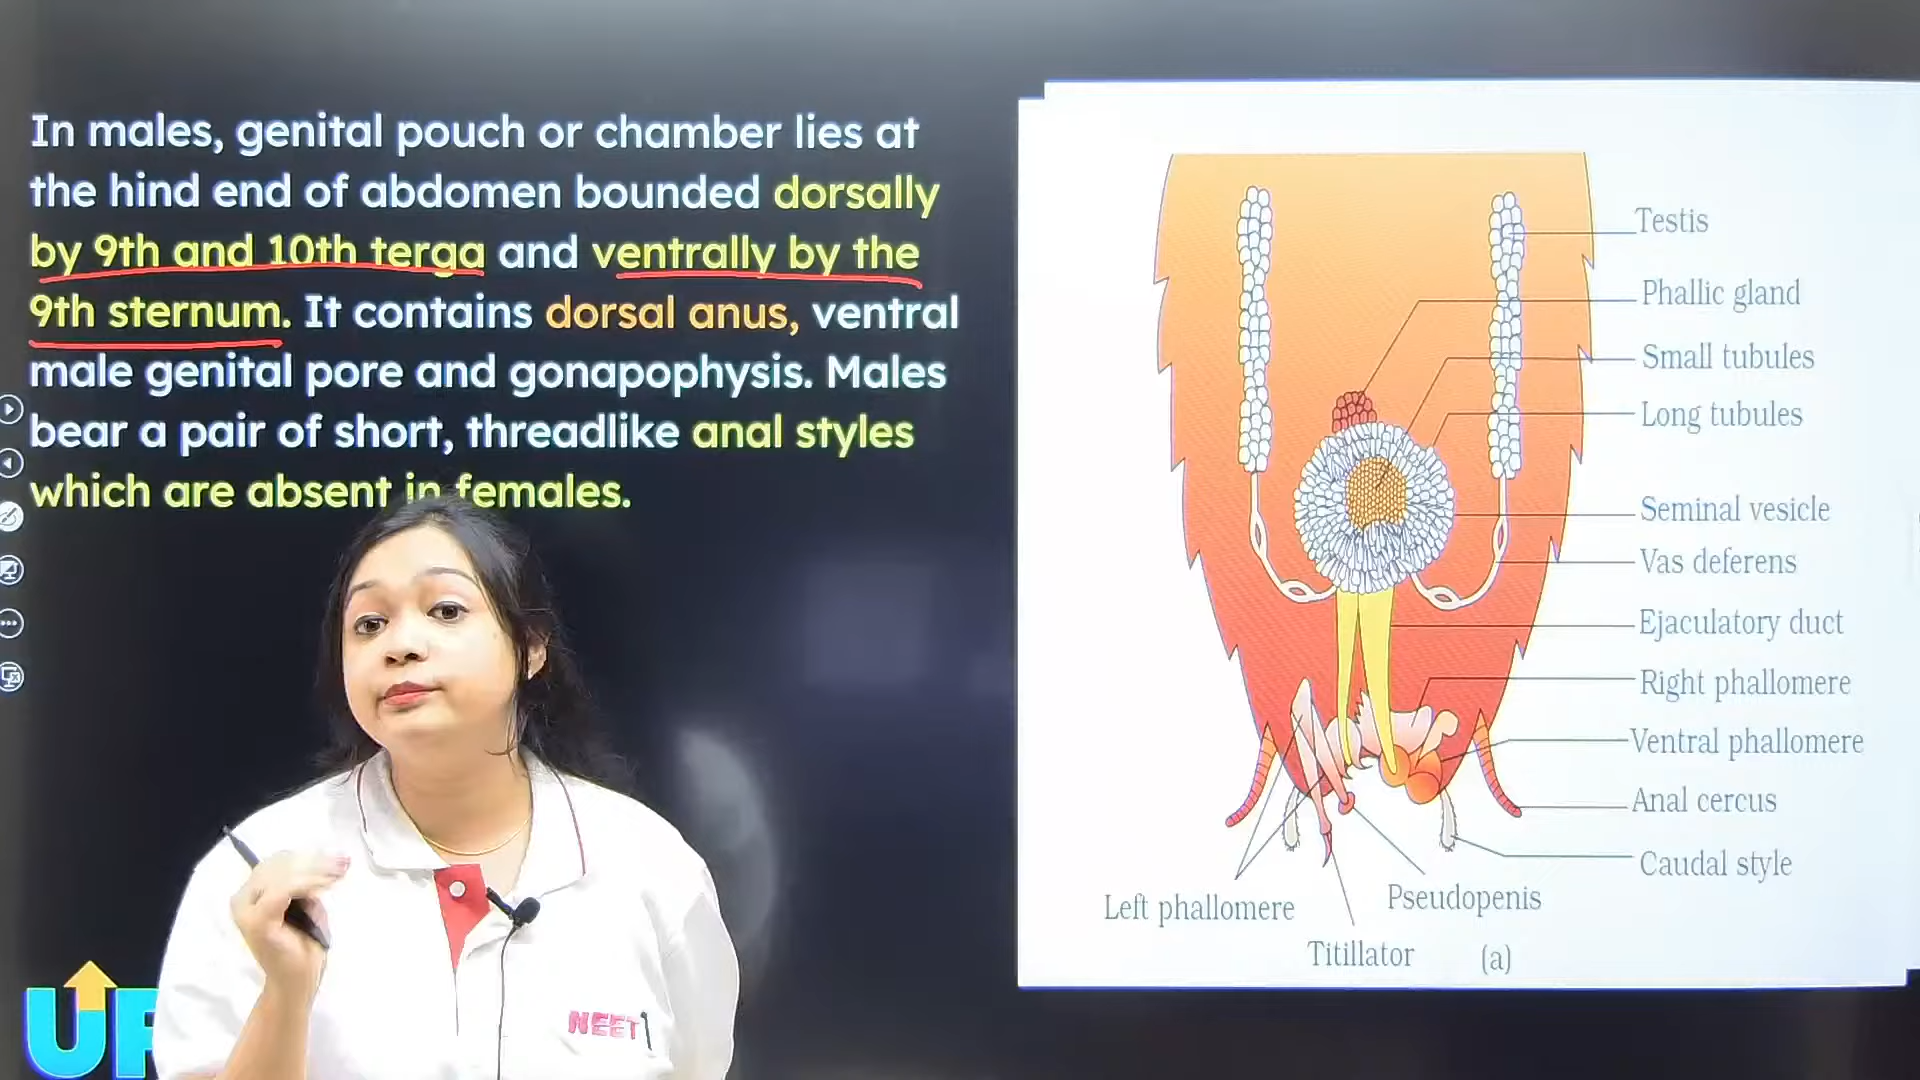 In males, genital pouch or chamber lies at
the hind end of abdomen bounded dorsally
by 9th and 10th terga and ventrally by the
9th sternum. It contains dorsal anus, ventral
male genital pore and gonapophysis. Males
bear a pair of short, threadlike anal styles
which are absent in females.
Testis
Phallic gland
Small tubules
Long tubules
Seminal vesicle
Vas deferens
Ejaculatory duct
Right phallomere
Ventral phallomere
Anal cercus
Caudal style
Left phallomere
Pseudopenis
Titillator
(a)
UP
NEET